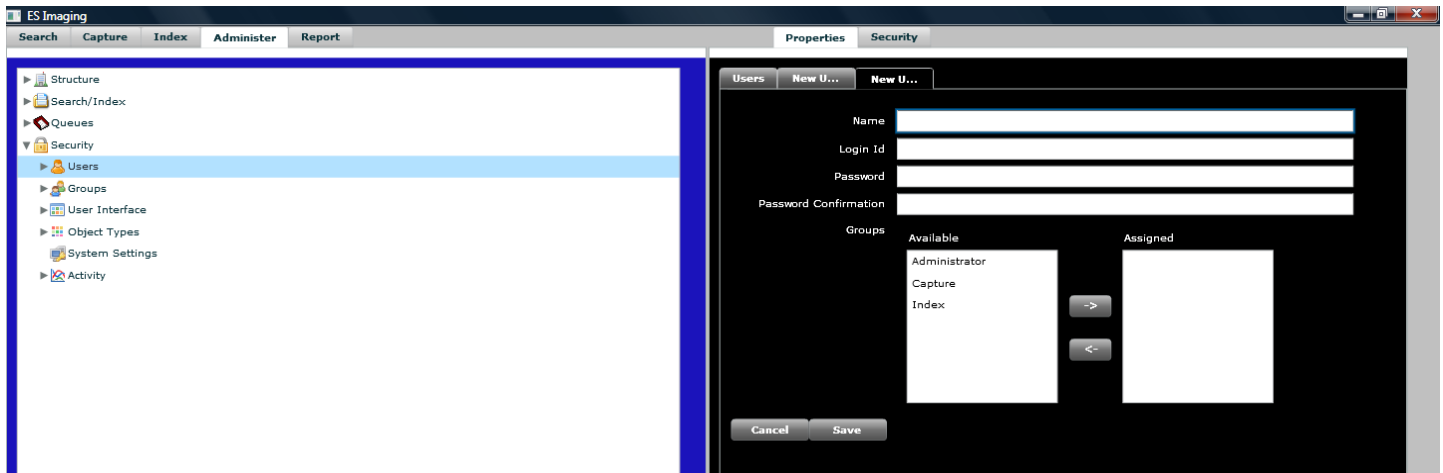 ES Imaging
Search Capture Index Administer Report
Properties Security
Structure
Search/Index
Queues
Security
Users
Groups
User Interface
Object Types
System Settings
Activity
Users New U... New U...
Name
Login Id
Password
Password Confirmation
Groups
Available
Assigned
Administrator
Capture
Index
->
<-
Cancel Save